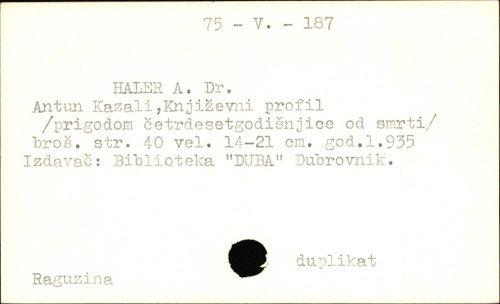 75 - V. - 187
HALER A. Dr.
Antun Kazali,Književni profil
/prigodom četrdesetgodišnjice od smrti/
broš. str. 40 vel. 14-21 cm. god.1.935
Izdavač: Biblioteka "DUBA" Dubrovnik.
duplikat
Raguzina